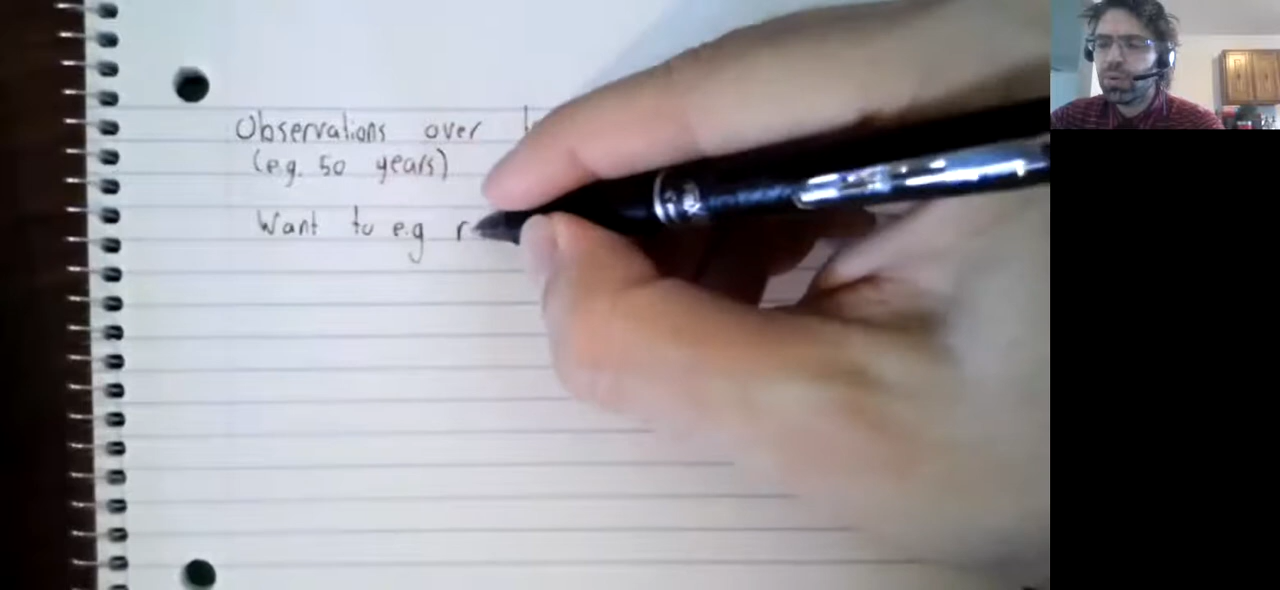 Observations over
(e.g. 50 years)
Want to e.g r